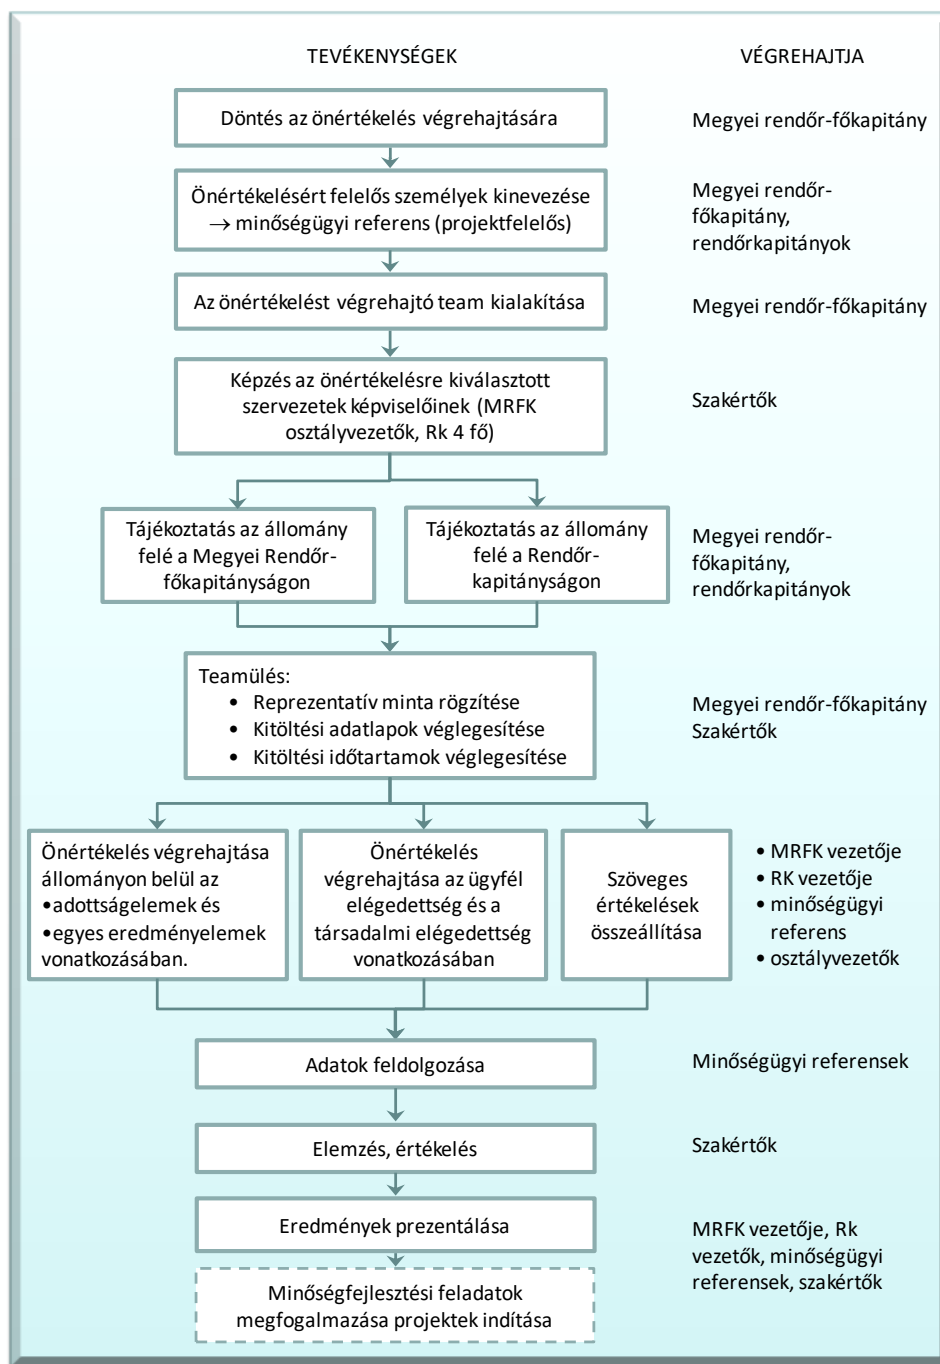 TEVÉKENYSÉGEK
VÉGREHAJTJA
Döntés az önértékelés végrehajtására
Megyei rendőr-főkapitány
Önértékelésért felelős személyek kinevezése
→ minőségügyi referens (projektfelelős)
Megyei rendőr-
főkapitány,
rendőrkapitányok
Az önértékelést végrehajtó team kialakítása
Megyei rendőr-főkapitány
Képzés az önértékelésre kiválasztott
szervezetek képviselőinek (MRFK
osztályvezetők, Rk 4 fő)
Szakértők
Tájékoztatás az állomány
felé a Megyei Rendőr-
főkapitányságon
Tájékoztatás az állomány
felé a Rendőr-
kapitányságon
Megyei rendőr-
főkapitány,
rendőrkapitányok
Teamülés:
• Reprezentatív minta rögzítése
• Kitöltési adatlapok véglegesítése
• Kitöltési időtartamok véglegesítése
Megyei rendőr-főkapitány
Szakértők
Önértékelés végrehajtása
állományon belül az
•adottságelemek és
•egyes eredményelemek
vonatkozásában.
Önértékelés
végrehajtása az ügyfél
elégedettség és a
társadalmi elégedettség
vonatkozásában
Szöveges
értékelések
összeállítása
• MRFK vezetője
• RK vezetője
• minőségügyi
referens
• osztályvezetők
Adatok feldolgozása
Minőségügyi referensek
Elemzés, értékelés
Szakértők
Eredmények prezentálása
MRFK vezetője, Rk
vezetők, minőségügyi
referensek, szakértők
Minőségfejlesztési feladatok
megfogalmazása projektek indítása